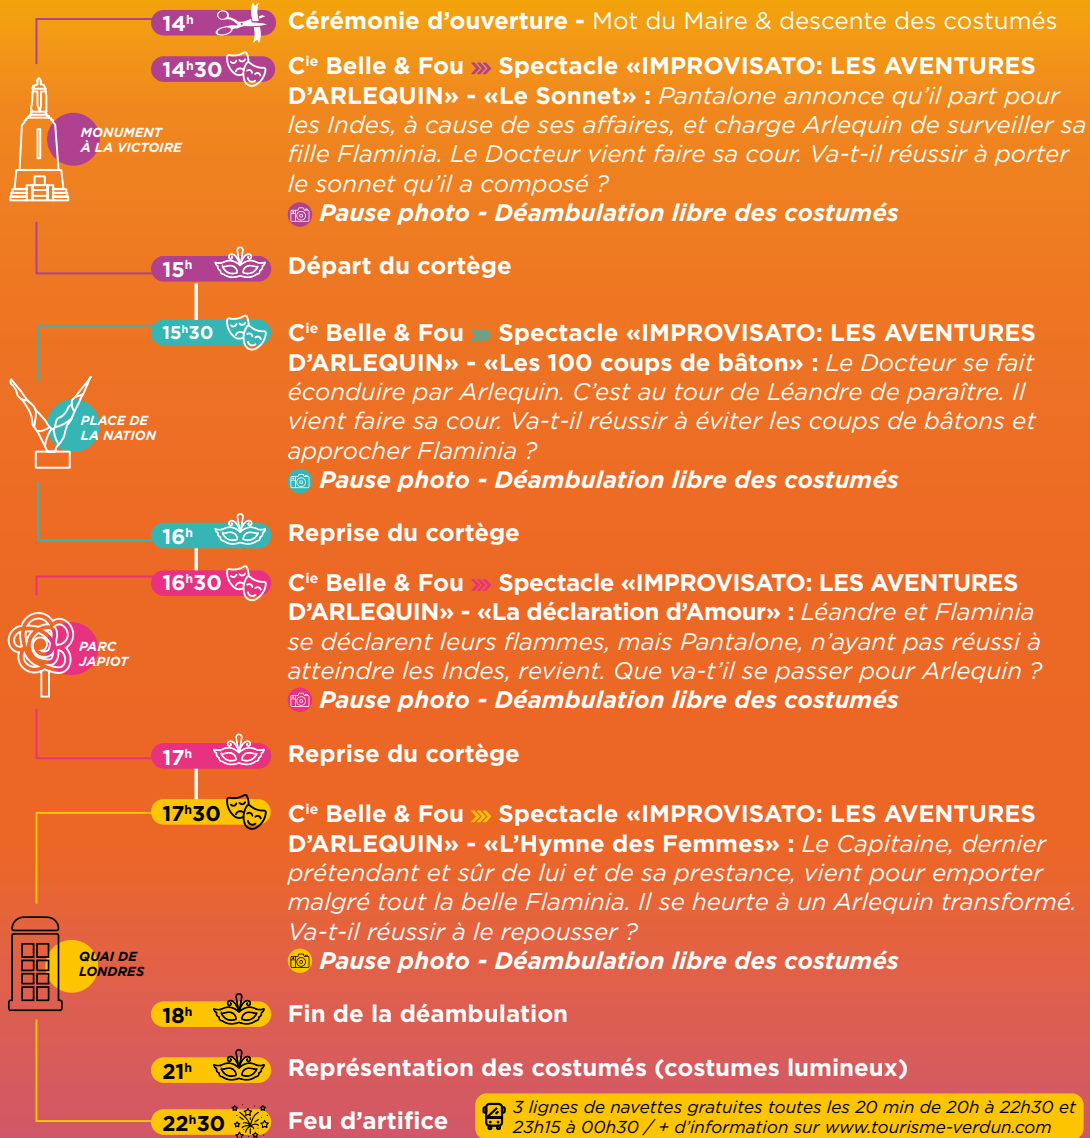 14h Cérémonie d'ouverture - Mot du Maire & descente des costumés
14h30 Cie Belle & Fou »› Spectacle «IMPROVISATO: LES AVENTURES
D'ARLEQUIN» - «Le Sonnet» : Pantalone annonce qu'il part pour
les Indes, à cause de ses affaires, et charge Arlequin de surveiller sa
fille Flaminia. Le Docteur vient faire sa cour. Va-t-il réussir à porter
le sonnet qu'il a composé ?
Pause photo - Déambulation libre des costumés
MONUMENT
À LA VICTOIRE
15h Départ du cortège
15h30 Cie Belle & Fou »› Spectacle «IMPROVISATO: LES AVENTURES
D'ARLEQUIN» - «Les 100 coups de bâton» : Le Docteur se fait
éconduire par Arlequin. C'est au tour de Léandre de paraître. Il
vient faire sa cour. Va-t-il réussir à éviter les coups de bâtons et
approcher Flaminia ?
Pause photo - Déambulation libre des costumés
PLACE DE
LA NATION
16h Reprise du cortège
16h30 Cie Belle & Fou »› Spectacle «IMPROVISATO: LES AVENTURES
D'ARLEQUIN» - «La déclaration d'Amour» : Léandre et Flaminia
se déclarent leurs flammes, mais Pantalone, n'ayant pas réussi à
atteindre les Indes, revient. Que va-t'il se passer pour Arlequin ?
Pause photo - Déambulation libre des costumés
PARC
JAPIOT
17h Reprise du cortège
17h30 Cie Belle & Fou »› Spectacle «IMPROVISATO: LES AVENTURES
D'ARLEQUIN» - «L'Hymne des Femmes» : Le Capitaine, dernier
prétendant et sûr de lui et de sa prestance, vient pour emporter
malgré tout la belle Flaminia. Il se heurte à un Arlequin transformé.
Va-t-il réussir à le repousser ?
Pause photo - Déambulation libre des costumés
QUAI DE
LONDRES
18h Fin de la déambulation
21h Représentation des costumés (costumes lumineux)
22h30 Feu d'artifice
3 lignes de navettes gratuites toutes les 20 min de 20h à 22h30 et
23h15 à 00h30 / + d'information sur www.tourisme-verdun.com